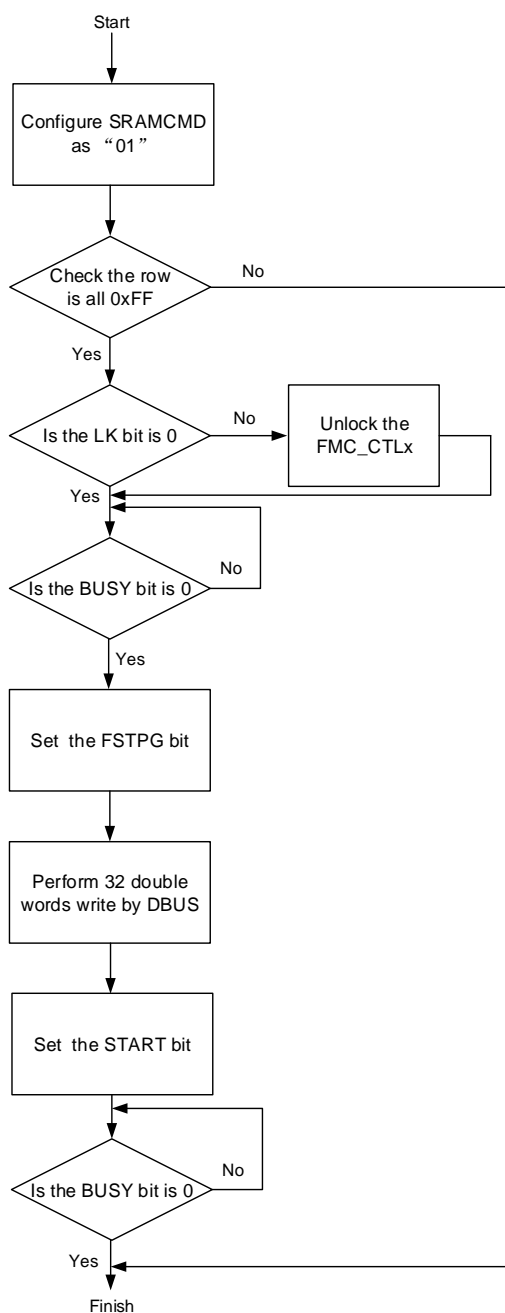 Start
Configure SRAMCMD
as “01”
Check the row
is all 0xFF
No
Yes
Is the LK bit is 0
No
Unlock the
FMC_CTLx
Yes
Is the BUSY bit is 0
No
Yes
Set the FSTPG bit
Perform 32 double
words write by DBUS
Set the START bit
Is the BUSY bit is 0
No
Yes
Finish